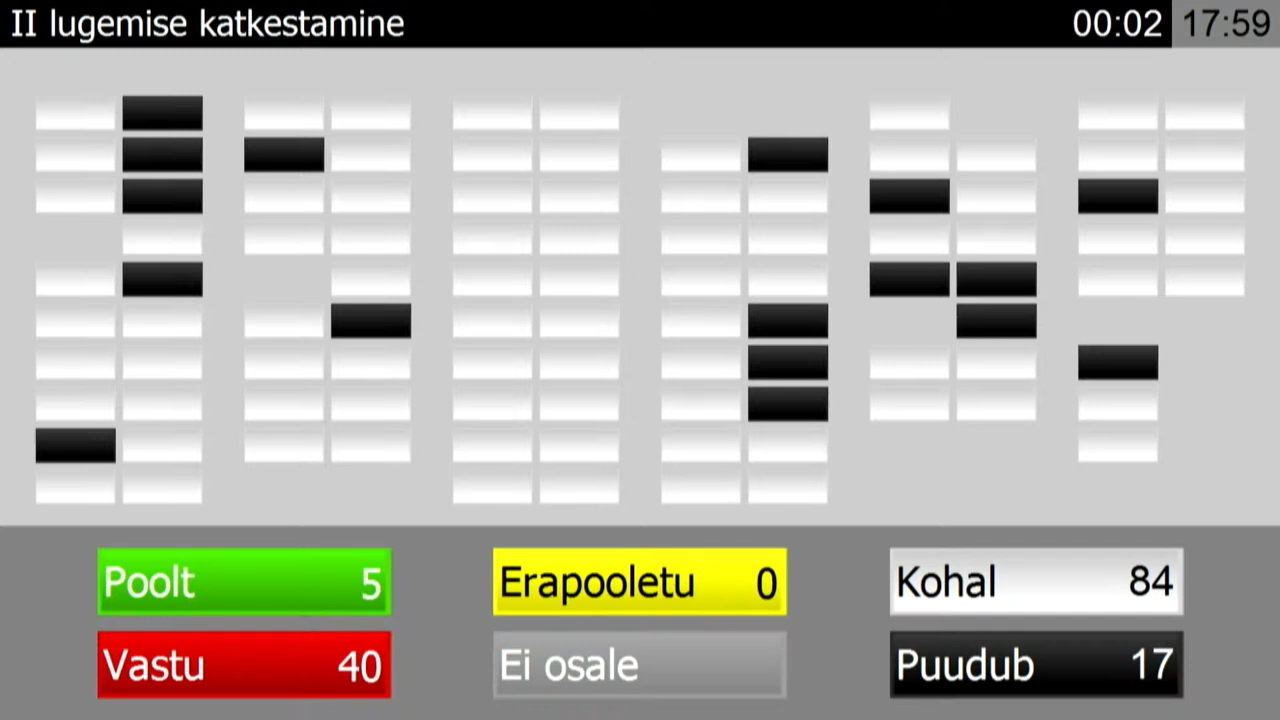 II lugemise katkestamine 00:02 17:59
Poolt 5 Erapooletu 0 Kohal 84
Vastu 40 Ei osale Puudub 17